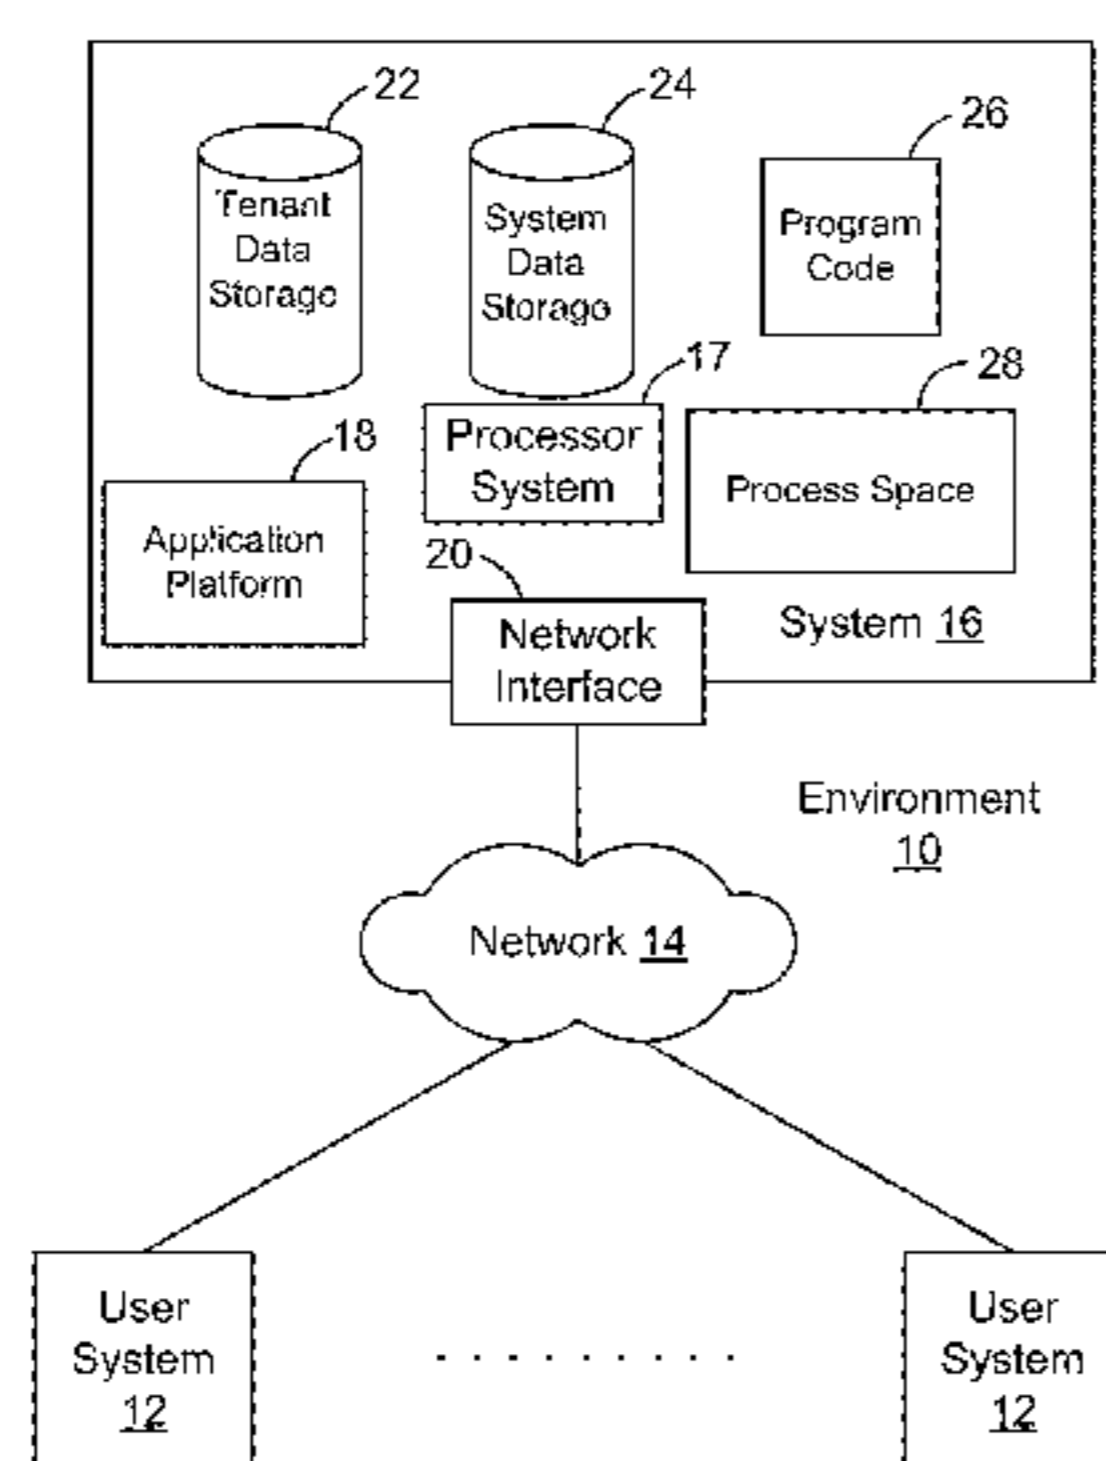 22
24
26
Tenant
Data
Storage
System
Data
Storage
Program
Code
17
28
18
Processor
System
Process Space
Application
Platform
20
Network
Interface
System 16
Environment
10
Network 14
User
System
12
. . . . . . . . .
User
System
12